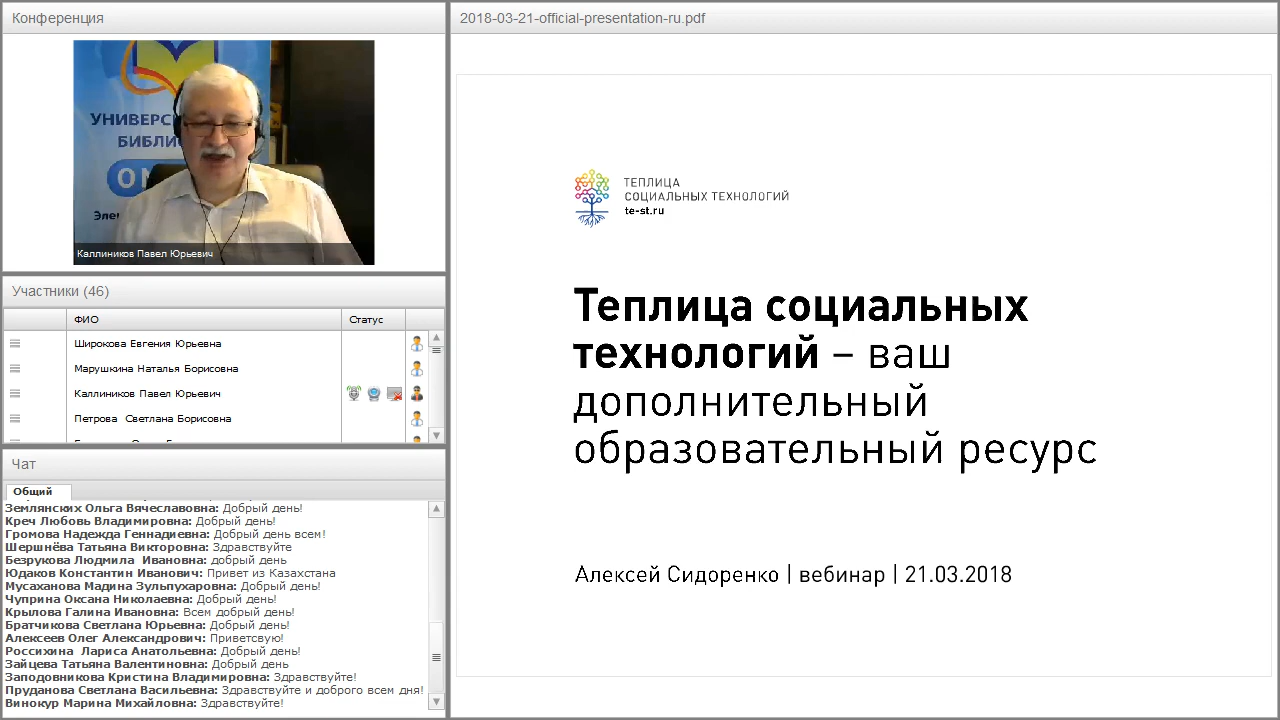 Конференция
УНИВЕРС
БИБЛИ
Каллиников Павел Юрьевич
Участники (46)
ФИО
Статус
Широкова Евгения Юрьевна
Марушкина Наталья Борисовна
Каллиников Павел Юрьевич
Петрова Светлана Борисовна
Чат
Общий
Землянских Ольга Вячеславовна: Добрый день!
Креч Любовь Владимировна: Добрый день!
Громова Надежда Геннадиевна: Добрый день всем!
Шершнёва Татьяна Викторовна: Здравствуйте
Безрукова Людмила Ивановна: добрый день
Юдаков Константин Иванович: Привет из Казахстана
Мусаханова Мадина Зульпухаровна: Добрый день!
Чуприна Оксана Николаевна: Добрый день!
Крылова Галина Ивановна: Всем добрый день!
Братчикова Светлана Юрьевна: Добрый день!
Алексеев Олег Александрович: Приветсвую!
Россихина Лариса Анатольевна: Добрый день!
Зайцева Татьяна Валентиновна: Добрый день
Заподовникова Кристина Владимировна: Здравствуйте!
Пруданова Светлана Васильевна: Здравствуйте и доброго всем дня!
Винокур Марина Михайловна: Здравствуйте!
2018-03-21-official-presentation-ru.pdf
ТЕПЛИЦА
СОЦИАЛЬНЫХ ТЕХНОЛОГИЙ
te-st.ru
Теплица социальных
технологий – ваш
дополнительный
образовательный ресурс
Алексей Сидоренко | вебинар | 21.03.2018